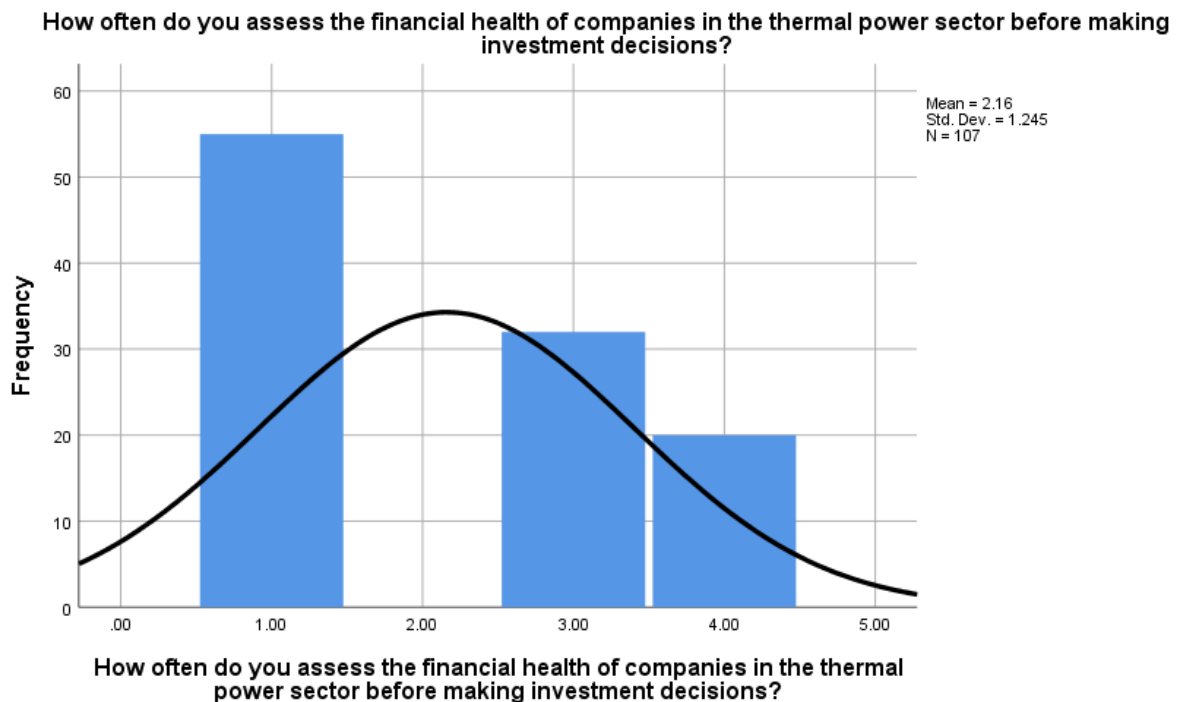 How often do you assess the financial health of companies in the thermal power sector before making
investment decisions?
Mean = 2.16
Std. Dev. = 1.245
N = 107
Frequency
60
50
40
30
20
10
0
.00 1.00 2.00 3.00 4.00 5.00
How often do you assess the financial health of companies in the thermal
power sector before making investment decisions?